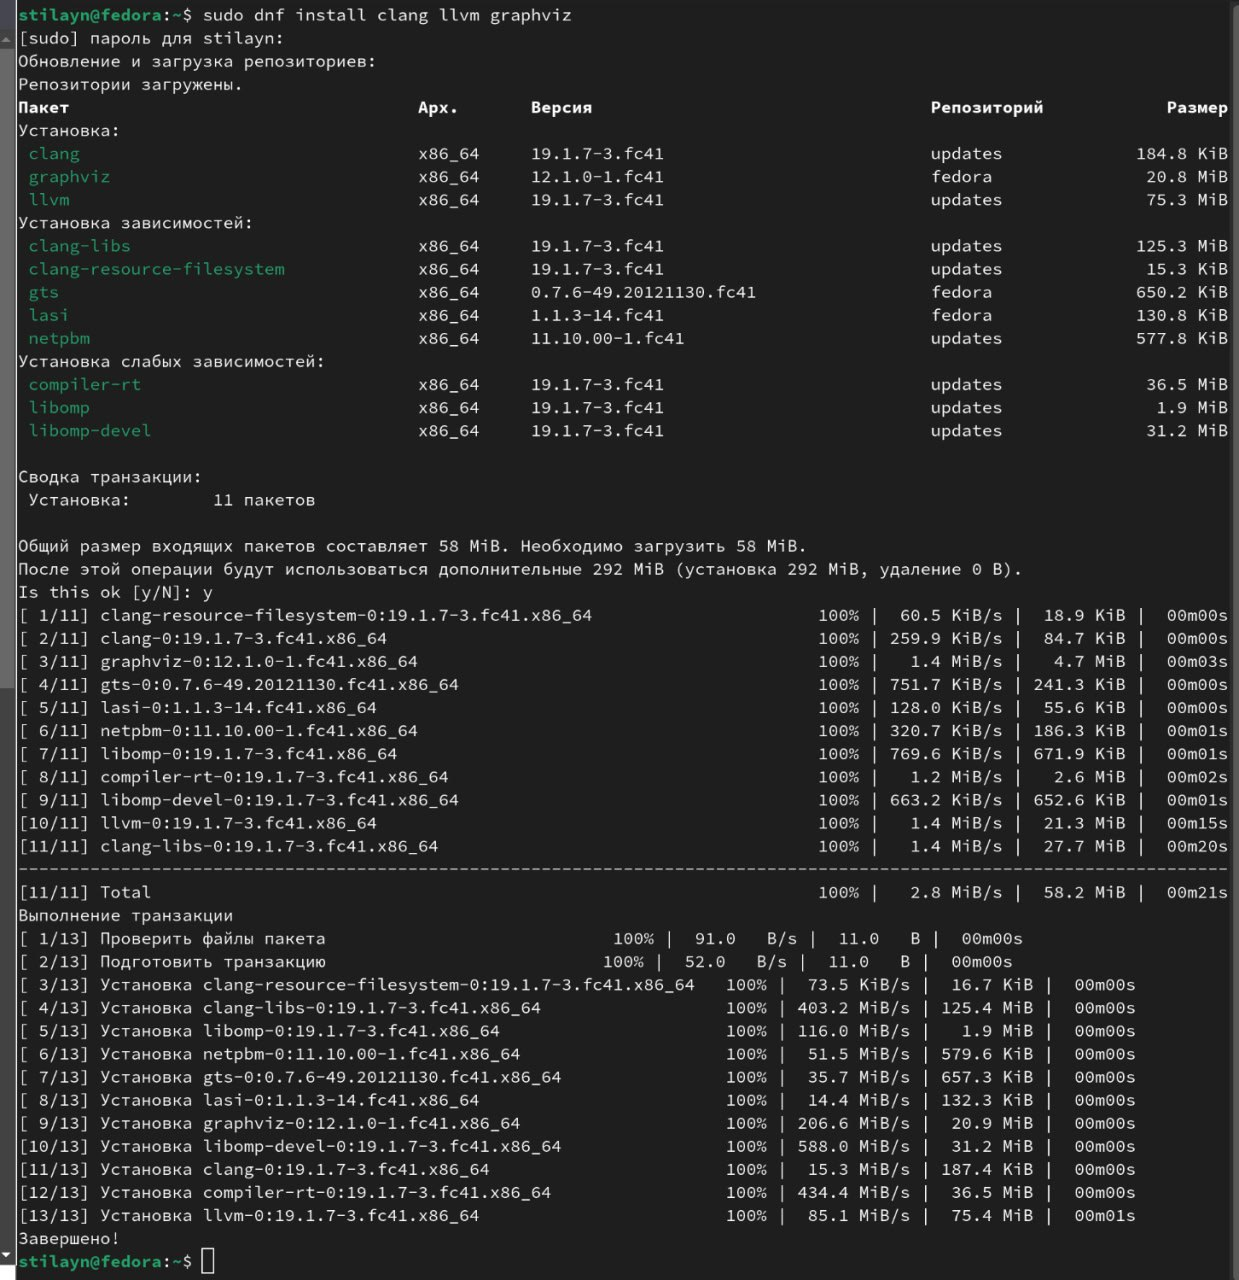 stilayn@fedora:~$ sudo dnf install clang llvm graphviz
[sudo] пароль для stilayn:
Обновление и загрузка репозиториев:
Репозитории загружены.
Пакет Арх. Версия Репозиторий Размер
Установка:
clang x86_64 19.1.7-3.fc41 updates 184.8 KiB
graphviz x86_64 12.1.0-1.fc41 fedora 20.8 MiB
llvm x86_64 19.1.7-3.fc41 updates 75.3 MiB
Установка зависимостей:
clang-libs x86_64 19.1.7-3.fc41 updates 125.3 MiB
clang-resource-filesystem x86_64 19.1.7-3.fc41 updates 15.3 KiB
gts x86_64 0.7.6-49.20121130.fc41 fedora 650.2 KiB
lasi x86_64 1.1.3-14.fc41 fedora 130.8 KiB
netpbm x86_64 11.10.00-1.fc41 updates 577.8 KiB
Установка слабых зависимостей:
compiler-rt x86_64 19.1.7-3.fc41 updates 36.5 MiB
libomp x86_64 19.1.7-3.fc41 updates 1.9 MiB
libomp-devel x86_64 19.1.7-3.fc41 updates 31.2 MiB
Сводка транзакции:
Установка: 11 пакетов
Общий размер входящих пакетов составляет 58 MiB. Необходимо загрузить 58 MiB.
После этой операции будут использоваться дополнительные 292 MiB (установка 292 MiB, удаление 0 B).
Is this ok [y/N]: y
[ 1/11] clang-resource-filesystem-0:19.1.7-3.fc41.x86_64 100% | 60.5 KiB/s | 18.9 KiB | 00m00s
[ 2/11] clang-0:19.1.7-3.fc41.x86_64 100% | 259.9 KiB/s | 84.7 KiB | 00m00s
[ 3/11] graphviz-0:12.1.0-1.fc41.x86_64 100% | 1.4 MiB/s | 4.7 MiB | 00m03s
[ 4/11] gts-0:0.7.6-49.20121130.fc41.x86_64 100% | 751.7 KiB/s | 241.3 KiB | 00m00s
[ 5/11] lasi-0:1.1.3-14.fc41.x86_64 100% | 128.0 KiB/s | 55.6 KiB | 00m00s
[ 6/11] netpbm-0:11.10.00-1.fc41.x86_64 100% | 320.7 KiB/s | 186.3 KiB | 00m01s
[ 7/11] libomp-0:19.1.7-3.fc41.x86_64 100% | 769.6 KiB/s | 671.9 KiB | 00m01s
[ 8/11] compiler-rt-0:19.1.7-3.fc41.x86_64 100% | 1.2 MiB/s | 2.6 MiB | 00m02s
[ 9/11] libomp-devel-0:19.1.7-3.fc41.x86_64 100% | 663.2 KiB/s | 652.6 KiB | 00m01s
[10/11] llvm-0:19.1.7-3.fc41.x86_64 100% | 1.4 MiB/s | 21.3 MiB | 00m15s
[11/11] clang-libs-0:19.1.7-3.fc41.x86_64 100% | 1.4 MiB/s | 27.7 MiB | 00m20s
----------------------------------------------------------------------------------------------------------------------
[11/11] Total 100% | 2.8 MiB/s | 58.2 MiB | 00m21s
Выполнение транзакции
[ 1/13] Проверить файлы пакета 100% | 91.0 B/s | 11.0 B | 00m00s
[ 2/13] Подготовить транзакцию 100% | 52.0 B/s | 11.0 B | 00m00s
[ 3/13] Установка clang-resource-filesystem-0:19.1.7-3.fc41.x86_64 100% | 73.5 KiB/s | 16.7 KiB | 00m00s
[ 4/13] Установка clang-libs-0:19.1.7-3.fc41.x86_64 100% | 403.2 MiB/s | 125.4 MiB | 00m00s
[ 5/13] Установка libomp-0:19.1.7-3.fc41.x86_64 100% | 116.0 MiB/s | 1.9 MiB | 00m00s
[ 6/13] Установка netpbm-0:11.10.00-1.fc41.x86_64 100% | 51.5 MiB/s | 579.6 KiB | 00m00s
[ 7/13] Установка gts-0:0.7.6-49.20121130.fc41.x86_64 100% | 35.7 MiB/s | 657.3 KiB | 00m00s
[ 8/13] Установка lasi-0:1.1.3-14.fc41.x86_64 100% | 14.4 MiB/s | 132.3 KiB | 00m00s
[ 9/13] Установка graphviz-0:12.1.0-1.fc41.x86_64 100% | 206.6 MiB/s | 20.9 MiB | 00m00s
[10/13] Установка libomp-devel-0:19.1.7-3.fc41.x86_64 100% | 588.0 MiB/s | 31.2 MiB | 00m00s
[11/13] Установка clang-0:19.1.7-3.fc41.x86_64 100% | 15.3 MiB/s | 187.4 KiB | 00m00s
[12/13] Установка compiler-rt-0:19.1.7-3.fc41.x86_64 100% | 434.4 MiB/s | 36.5 MiB | 00m00s
[13/13] Установка llvm-0:19.1.7-3.fc41.x86_64 100% | 85.1 MiB/s | 75.4 MiB | 00m01s
Завершено!
stilayn@fedora:~$